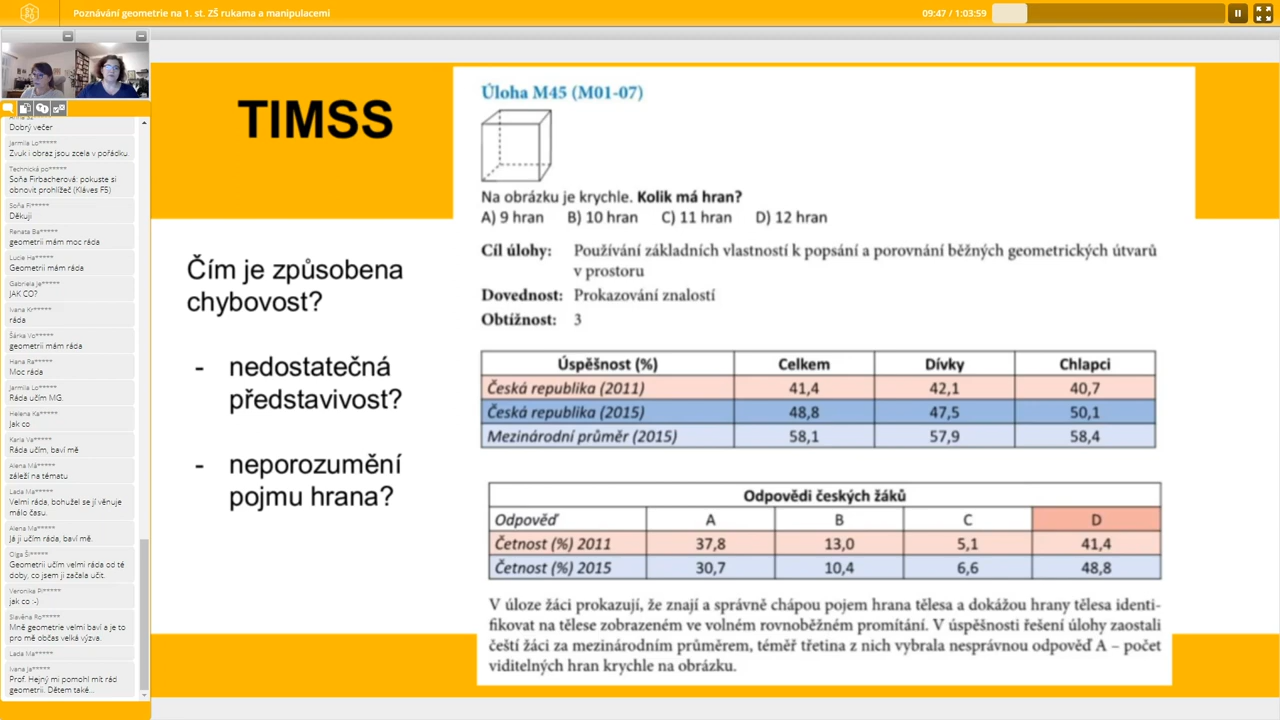 Poznávání geometrie na 1. st. ZŠ rukama a manipulacemi
09:47 / 1:03:59
Dobrý večer
Jarmila Lo*****
Zvuk i obraz jsou zcela v pořádku.
Technická po*****
Soňa Firbacherová: pokuste si
obnovit prohlížeč (Kláves F5)
Soňa Fi*****
Děkuji
Renata Ba*****
geometrii mám moc ráda
Lucie Ha*****
Geometrii mám ráda
Gabriela Je*****
JAK CO?
Ivana Kr*****
ráda
Šárka Vo*****
geometrii mám ráda
Hana Ra*****
Moc ráda
Jarmila Lo*****
Ráda učím MG.
Helena Ka*****
Jak co
Karla Va*****
Ráda učím, baví mě
Alena Má*****
záleží na tématu
Lada Ma*****
Velmi ráda, bohužel se jí věnuje
málo času.
Alena Ma*****
Já ji učím ráda, baví mě.
Olga Ši*****
Geometrii učím velmi ráda od té
doby, co jsem ji začala učit.
Veronika Pi*****
jak co :-)
Slavěna Ro*****
Mně geometrie velmi baví a je to
pro mě občas velká výzva.
Lada Ma*****
Ivana Ja*****
Prof. Hejný mi pomohl mít rád
geometrii. Dětem také...
TIMSS
Čím je způsobena
chybovost?
- nedostatečná
představivost?
- neporozumění
pojmu hrana?
Úloha M45 (M01-07)
Na obrázku je krychle. Kolik má hran?
A) 9 hran B) 10 hran C) 11 hran D) 12 hran
Cíl úlohy: Používání základních vlastností k popsání a porovnání běžných geometrických útvarů
v prostoru
Dovednost: Prokazování znalostí
Obtížnost: 3
Úspěšnost (%) Celkem Dívky Chlapci
Česká republika (2011) 41,4 42,1 40,7
Česká republika (2015) 48,8 47,5 50,1
Mezinárodní průměr (2015) 58,1 57,9 58,4
Odpovědi českých žáků
Odpověď A B C D
Četnost (%) 2011 37,8 13,0 5,1 41,4
Četnost (%) 2015 30,7 10,4 6,6 48,8
V úloze žáci prokazují, že znají a správně chápou pojem hrana tělesa a dokážou hrany tělesa identi-
fikovat na tělese zobrazeném ve volném rovnoběžném promítání. V úspěšnosti řešení úlohy zaostali
čeští žáci za mezinárodním průměrem, téměř třetina z nich vybrala nesprávnou odpověď A – počet
viditelných hran krychle na obrázku.